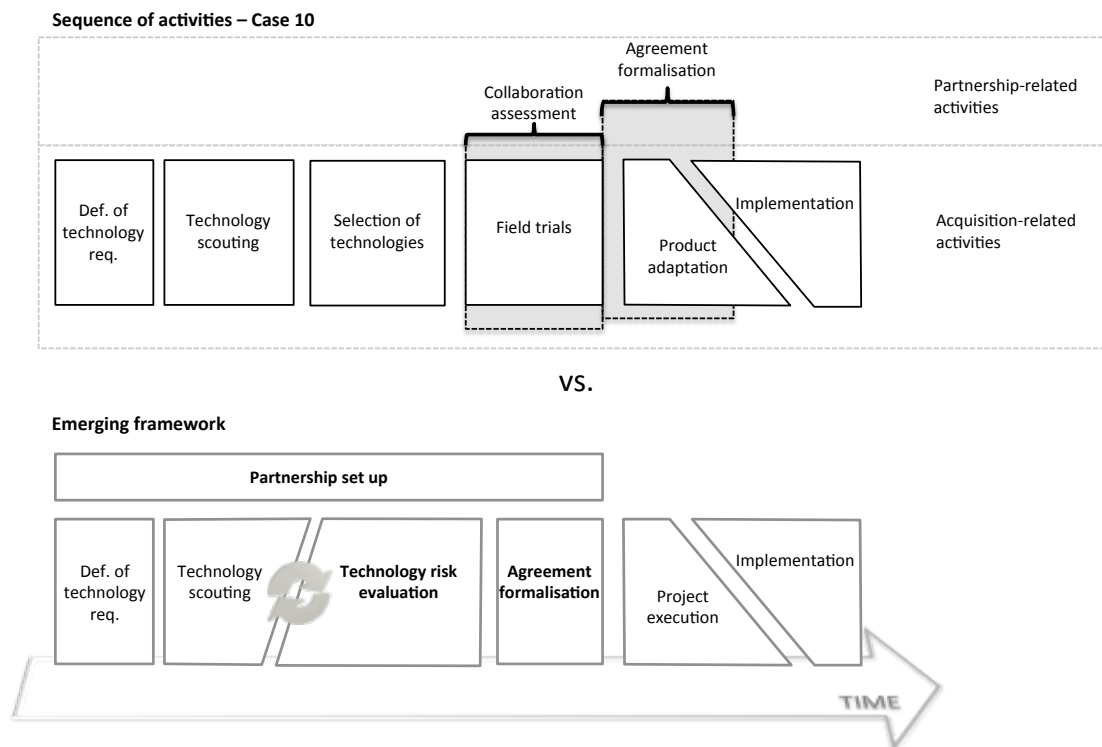 Sequence of activities – Case 10
Agreement
formalisation
Partnership-related
activities
Collaboration
assessment
Def. of
technology
req.
Technology
scouting
Selection of
technologies
Field trials
Product
adaptation
Implementation
Acquisition-related
activities
vs.
Emerging framework
Partnership set up
Def. of
technology
req.
Technology
scouting
Technology risk
evaluation
Agreement
formalisation
Project
execution
Implementation
TIME